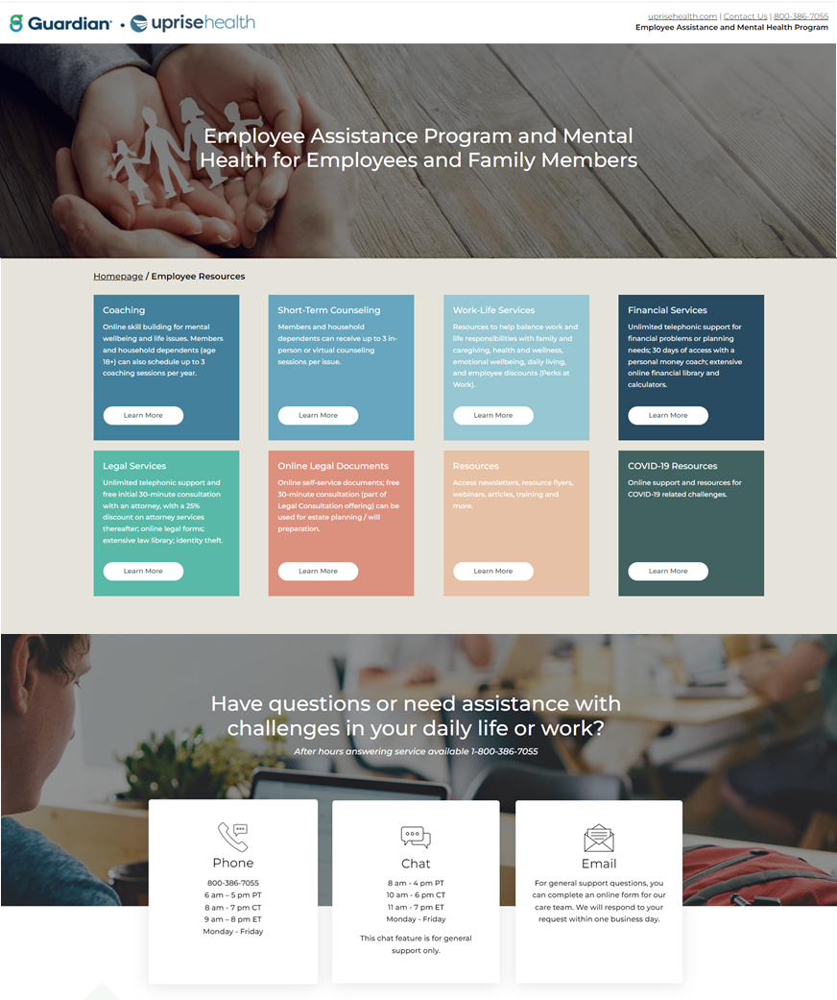 Guardian® • uprisehealth
uprisehealth.com | Contact Us | 800-386-7055
Employee Assistance and Mental Health Program
Employee Assistance Program and Mental
Health for Employees and Family Members
Homepage / Employee Resources
Coaching
Online skill building for mental
wellbeing and life issues. Members
and household dependents (age
18+) can also schedule up to 3
coaching sessions per year.
Learn More
Short-Term Counseling
Members and household
dependents can receive up to 3 in-
person or virtual counseling
sessions per issue.
Learn More
Work-Life Services
Resources to help balance work and
life responsibilities with family and
caregiving, health and wellness,
emotional wellbeing, daily living,
and employee discounts (Perks at
Work).
Learn More
Financial Services
Unlimited telephonic support for
financial problems or planning
needs; 30 days of access with a
personal money coach; extensive
online financial library and
calculators.
Learn More
Legal Services
Unlimited telephonic support and
free initial 30-minute consultation
with an attorney, with a 25%
discount on attorney services
thereafter; online legal forms;
extensive law library; identity theft.
Learn More
Online Legal Documents
Online self-service documents; free
30-minute consultation (part of
Legal Consultation offering) can be
used for estate planning / will
preparation.
Learn More
Resources
Access newsletters, resource flyers,
webinars, articles, training and
more.
Learn More
COVID-19 Resources
Online support and resources for
COVID-19 related challenges.
Learn More
Have questions or need assistance with
challenges in your daily life or work?
After hours answering service available 1-800-386-7055
Phone
800-386-7055
6 am – 5 pm PT
8 am - 7 pm CT
9 am – 8 pm ET
Monday - Friday
Chat
8 am - 4 pm PT
10 am - 6 pm CT
11 am - 7 pm ET
Monday - Friday
This chat feature is for general
support only.
Email
For general support questions, you
can complete an online form for our
care team. We will respond to your
request within one business day.